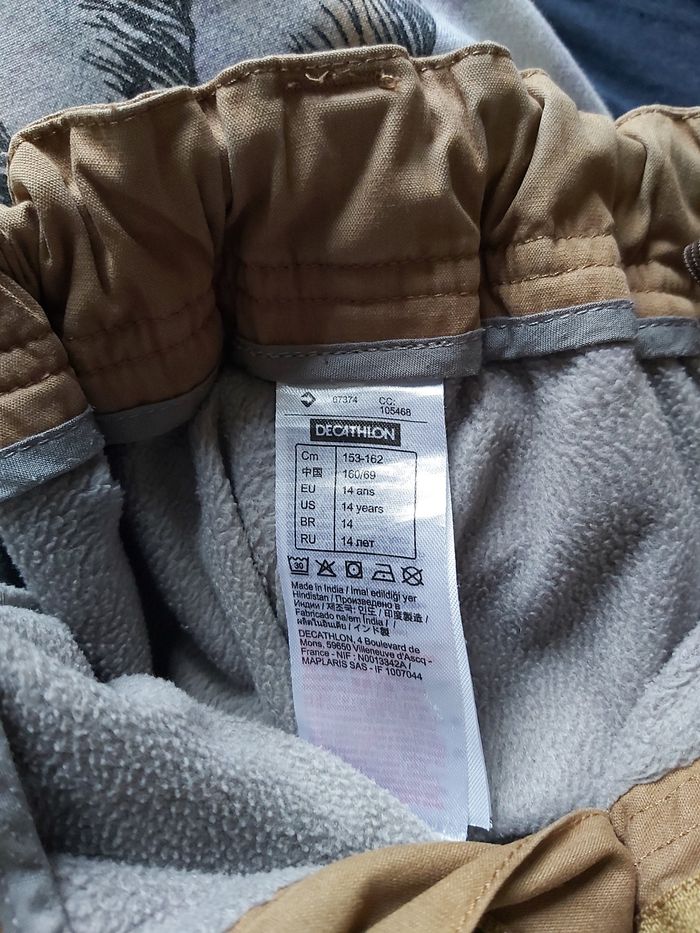 67374 CC:
105468
DECATHLON
Cm 153-162
中国 160/69
EU 14 ans
US 14 years
BR 14
RU 14 лет
30
Made in India / Imal edildiği yer
Hindistan / Произведено в
Индии / 제조국: 인도 / 印度製造 /
Fabricado na/em India / /
ผลิตในอินเดีย / インド製
DECATHLON, 4 Boulevard de
Mons, 59650 Villeneuve d'Ascq -
France - NIF : N0013342A /
MAPLARIS SAS - IF 1007044